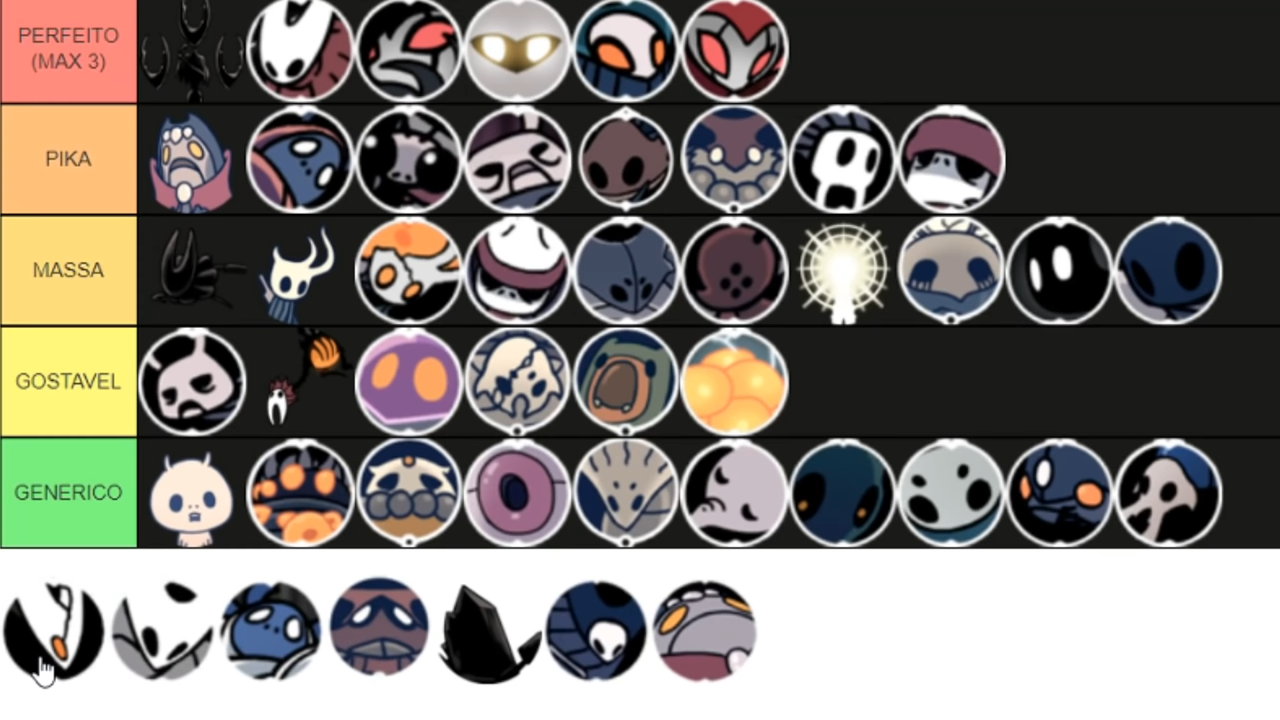 PERFEITO
(MAX 3)
PIKA
MASSA
GOSTAVEL
GENERICO